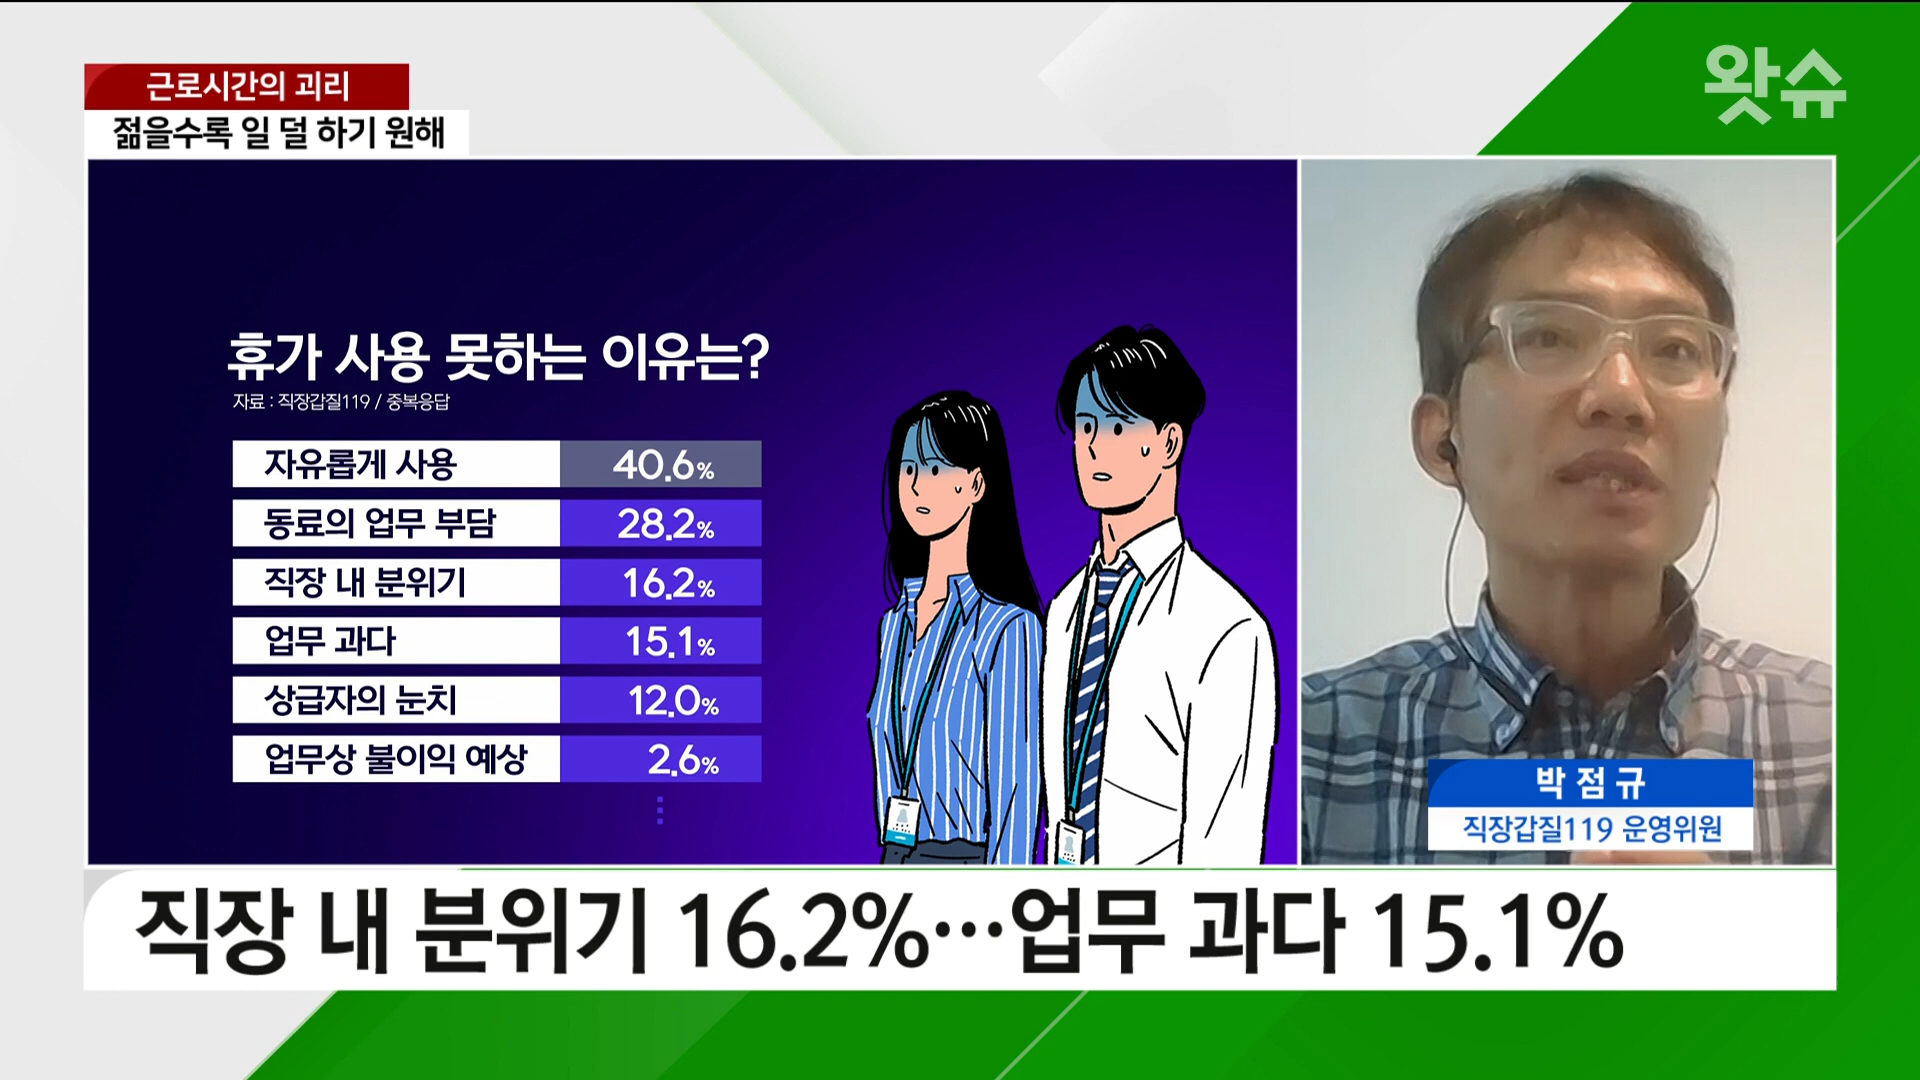 근로시간의 괴리
젊을수록 일 덜 하기 원해
왓슈
휴가 사용 못하는 이유는?
자료 : 직장갑질119 / 중복응답
자유롭게 사용 40.6%
동료의 업무 부담 28.2%
직장 내 분위기 16.2%
업무 과다 15.1%
상급자의 눈치 12.0%
업무상 불이익 예상 2.6%
박점규
직장갑질119 운영위원
직장 내 분위기 16.2%…업무 과다 15.1%